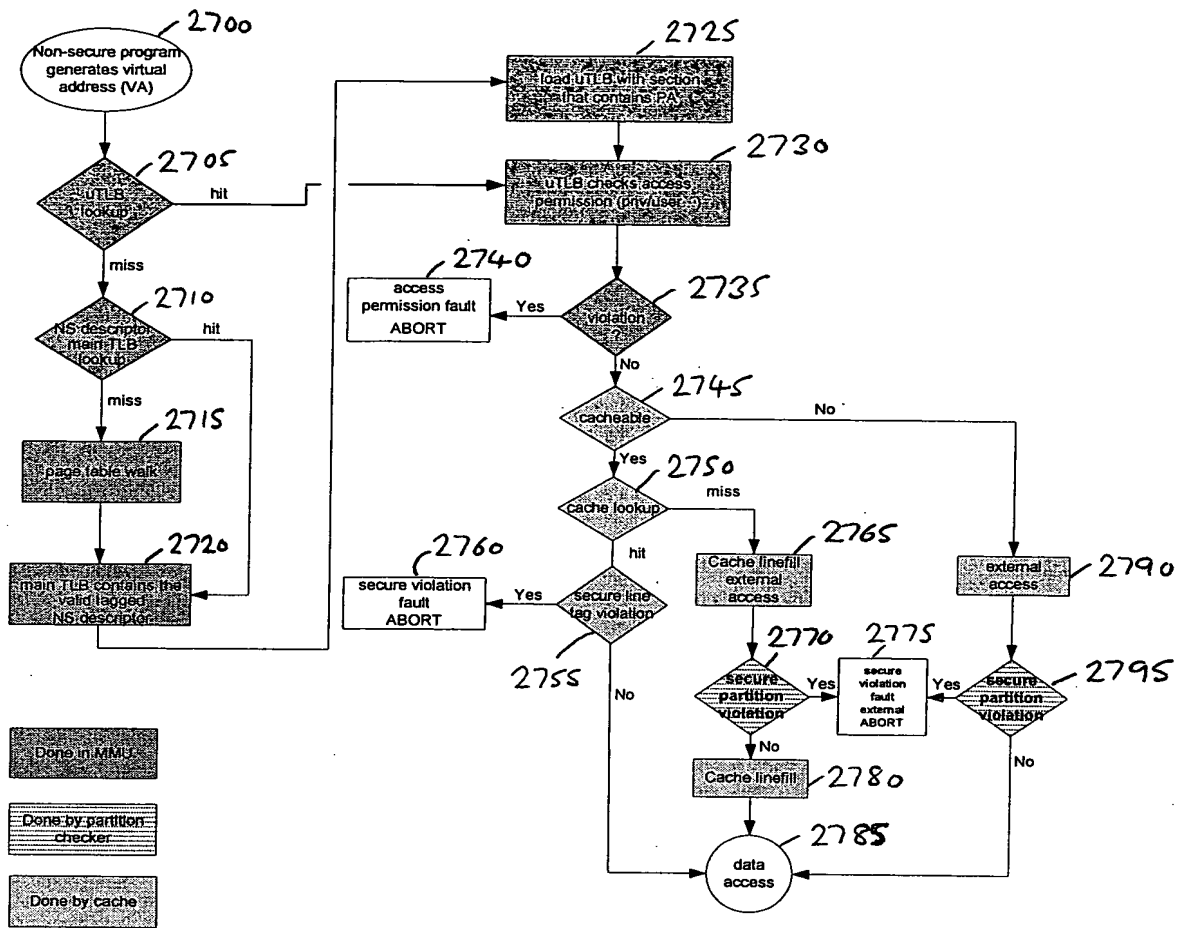 2700
Non-secure program
generates virtual
address (VA)
2705
uTLB
lookup
hit
miss
2710
NS descriptor
main TLB
lookup
hit
miss
2715
page table walk
2720
main TLB contains the
valid tagged
NS descriptor
2725
load uTLB with section
that contains PA
2730
uTLB checks access
permission (priv/user...)
2740
access
permission fault
ABORT
Yes
2735
violation
?
No
2745
cacheable
No
Yes
2750
cache lookup
miss
hit
2760
secure violation
fault
ABORT
Yes
secure line
tag violation
2755
No
2765
Cache linefill
external
access
2790
external
access
2770
secure
partition
violation
Yes
2775
secure
violation
fault
external
ABORT
Yes
2795
secure
partition
violation
No
No
2780
Cache linefill
2785
data
access
Done in MMU
Done by partition
checker
Done by cache